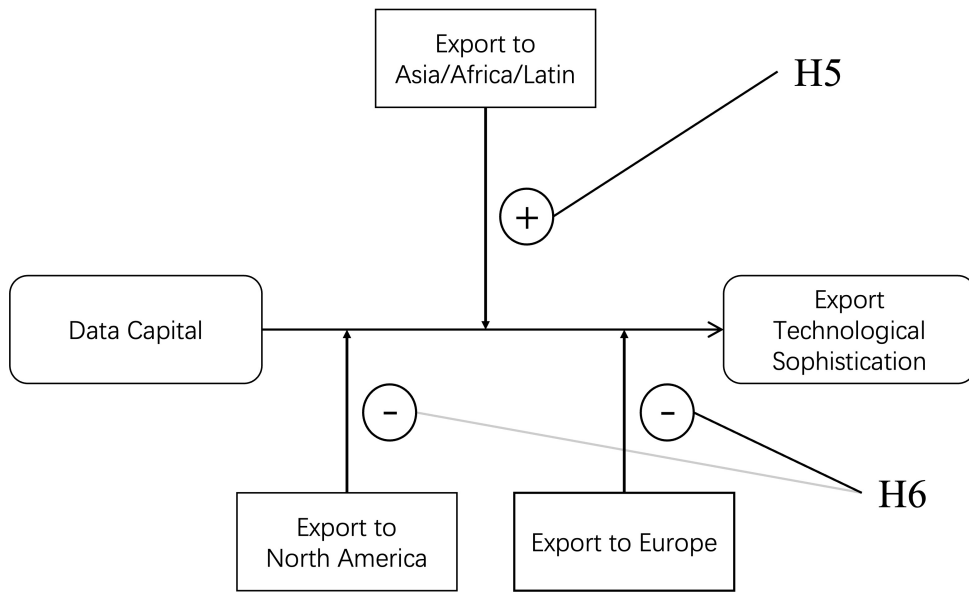 Export to
Asia/Africa/Latin
H5
+
Data Capital
Export
Technological
Sophistication
-
-
H6
Export to
North America
Export to Europe